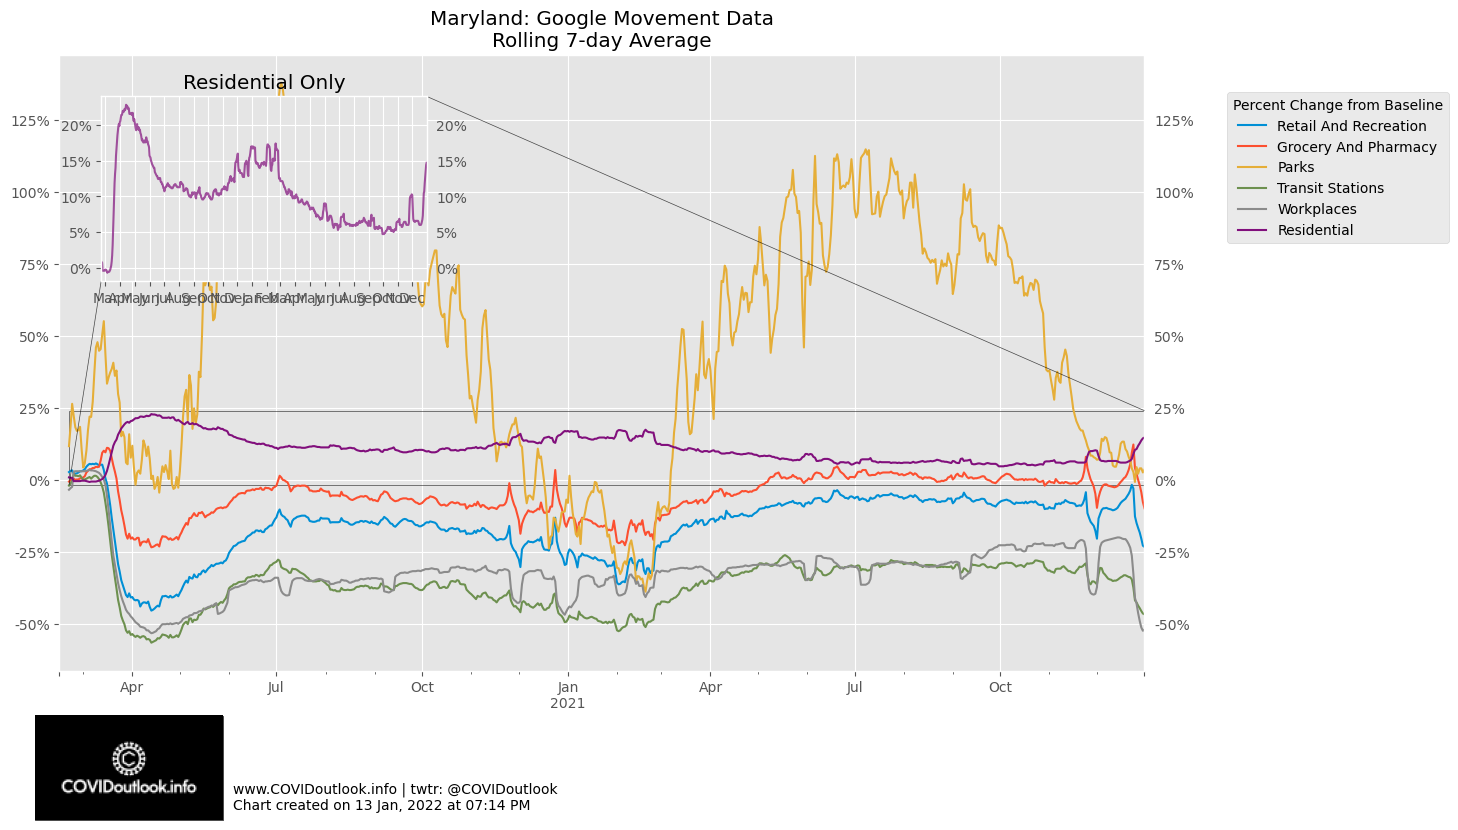 Maryland: Google Movement Data
Rolling 7-day Average
Residential Only
125%
100%
75%
50%
25%
0%
-25%
-50%
20%
15%
10%
5%
0%
20%
15%
10%
5%
0%
125%
100%
75%
50%
25%
0%
-25%
-50%
Percent Change from Baseline
Retail And Recreation
Grocery And Pharmacy
Parks
Transit Stations
Workplaces
Residential
Apr Jul Oct Jan Apr Jul Oct
2021
COVIDoutlook.info
www.COVIDoutlook.info | twtr: @COVIDoutlook
Chart created on 13 Jan, 2022 at 07:14 PM